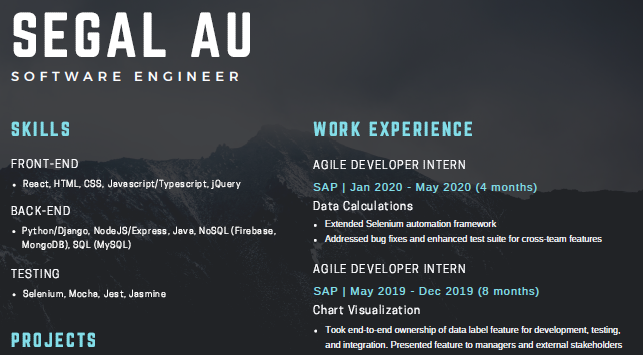 SEGAL AU
SOFTWARE ENGINEER
SKILLS
FRONT-END
• React, HTML, CSS, Javascript/Typescript, jQuery
BACK-END
• Python/Django, NodeJS/Express, Java, NoSQL (Firebase,
MongoDB), SQL (MySQL)
TESTING
• Selenium, Mocha, Jest, Jasmine
PROJECTS
WORK EXPERIENCE
AGILE DEVELOPER INTERN
SAP | Jan 2020 - May 2020 (4 months)
Data Calculations
• Extended Selenium automation framework
• Addressed bug fixes and enhanced test suite for cross-team features
AGILE DEVELOPER INTERN
SAP | May 2019 - Dec 2019 (8 months)
Chart Visualization
• Took end-to-end ownership of data label feature for development, testing,
and integration. Presented feature to managers and external stakeholders